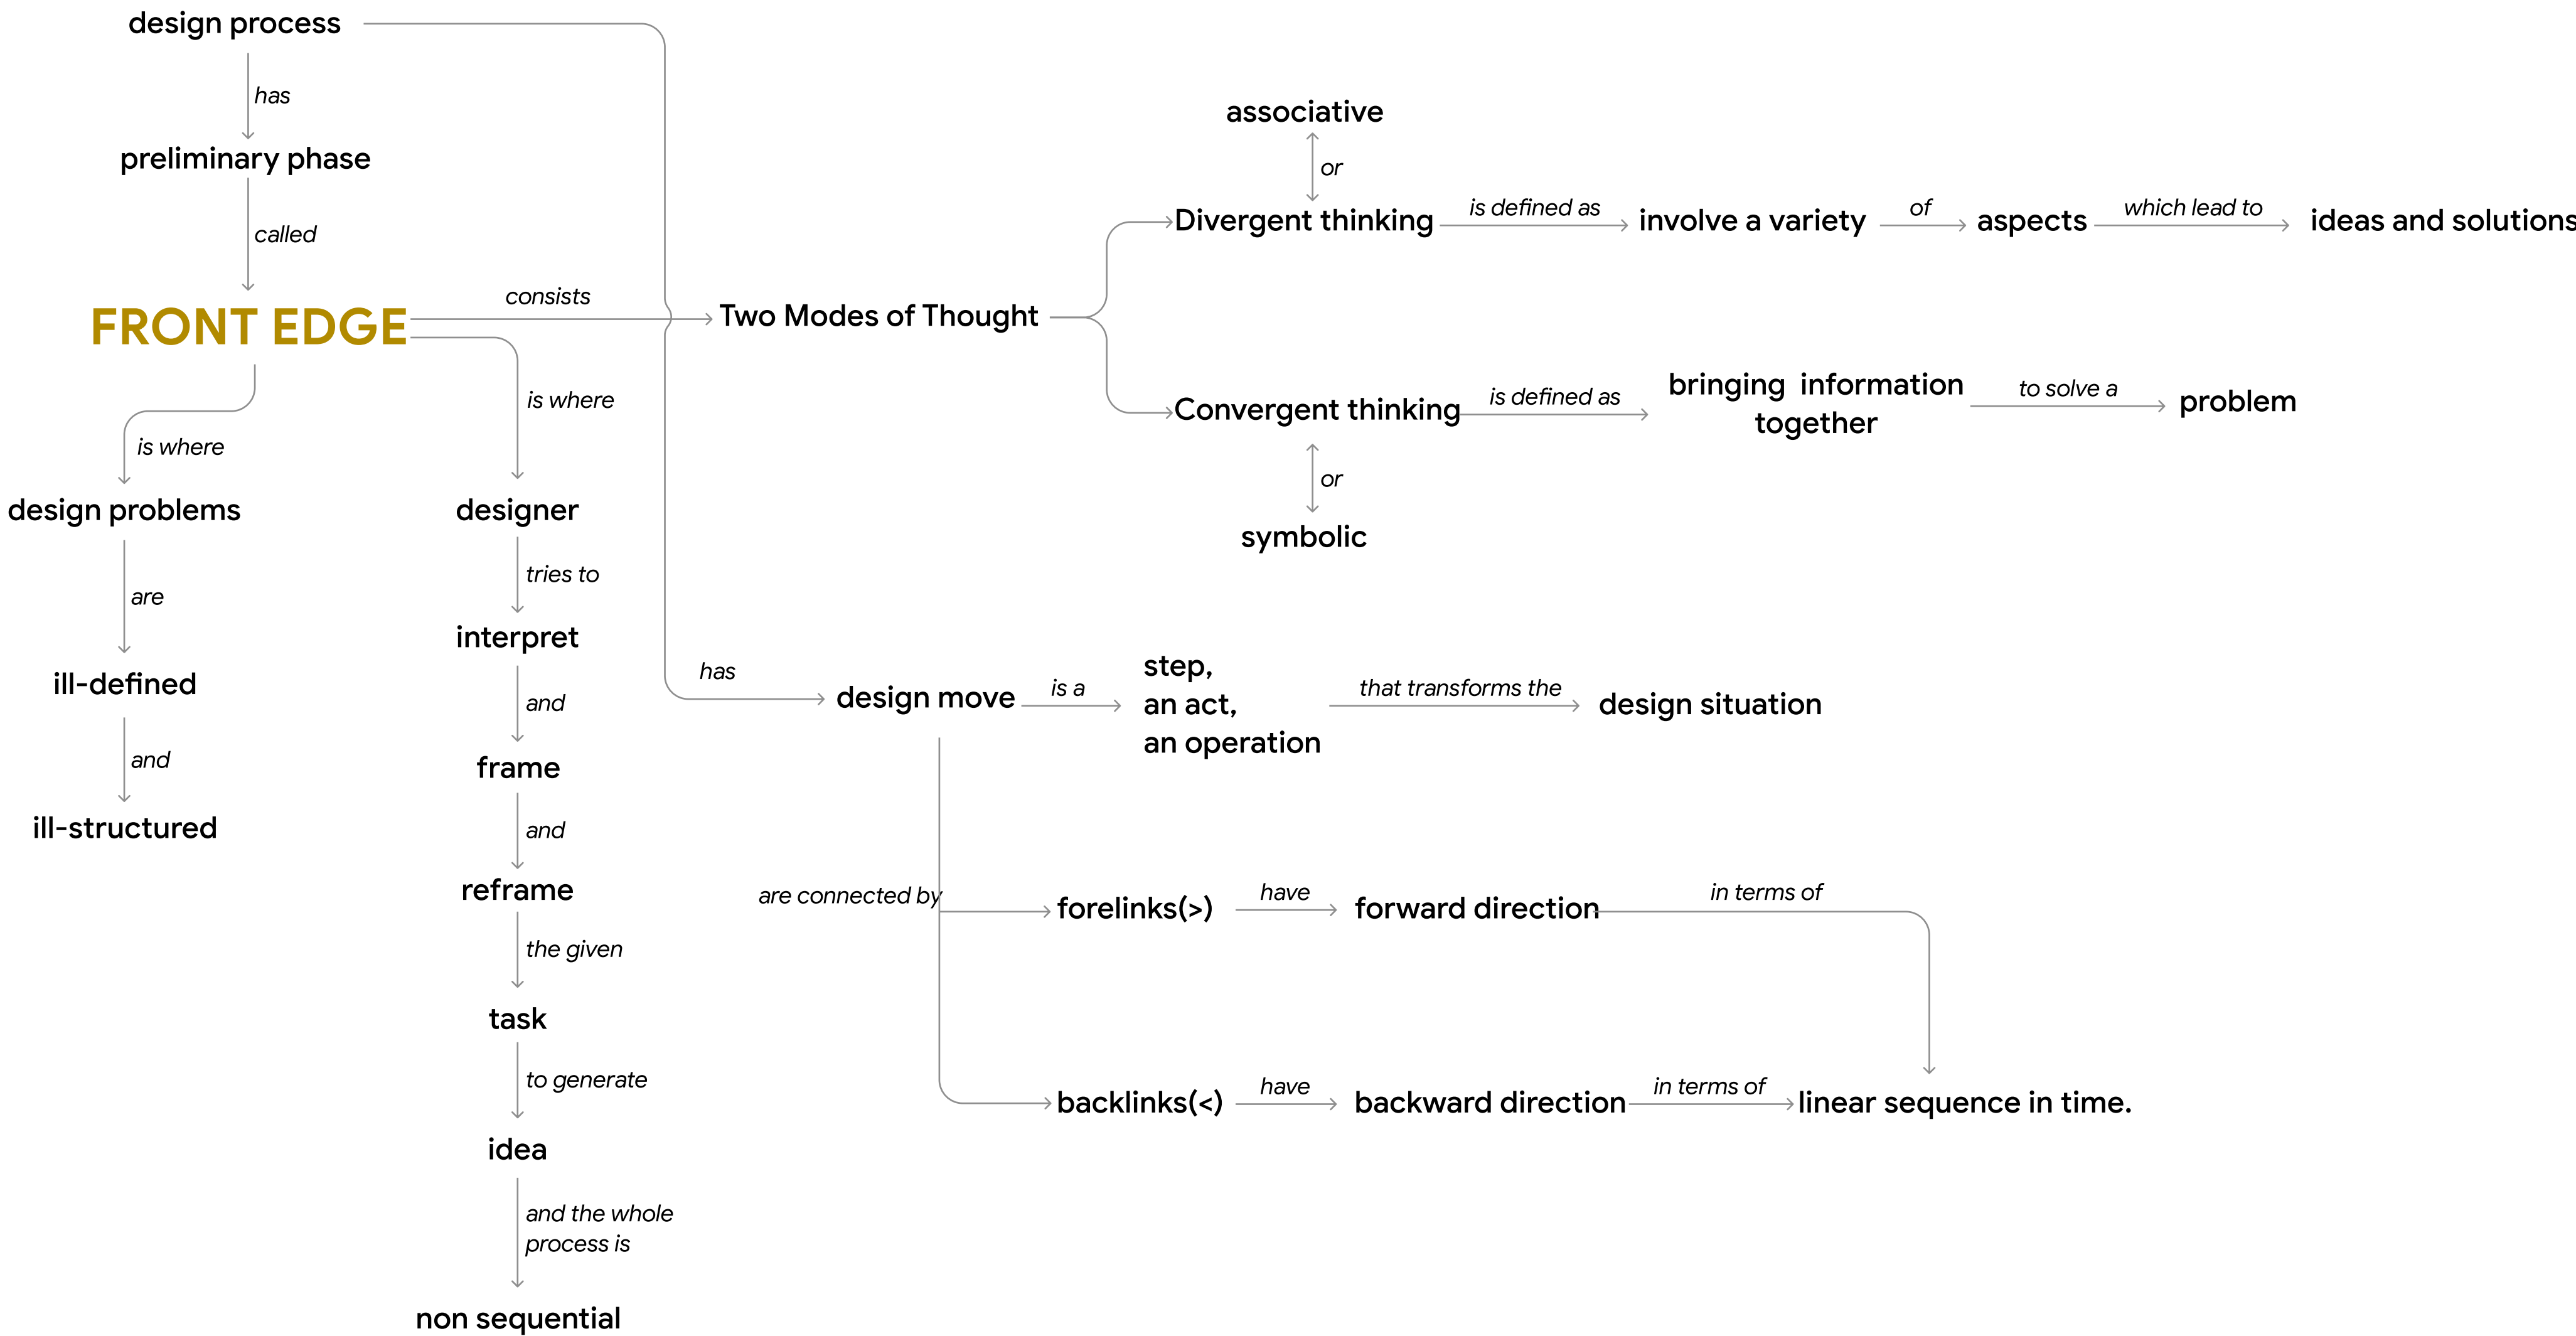 design process
has
preliminary phase
called
FRONT EDGE
consists
Two Modes of Thought
associative
or
Divergent thinking
is defined as
involve a variety
of
aspects
which lead to
ideas and solutions
Convergent thinking
is defined as
bringing information
together
to solve a
problem
or
symbolic
is where
design problems
are
ill-defined
and
ill-structured
is where
designer
tries to
interpret
and
frame
and
reframe
the given
task
to generate
idea
and the whole
process is
non sequential
has
design move
is a
step,
an act,
an operation
that transforms the
design situation
are connected by
forelinks(>)
have
forward direction
in terms of
backlinks(<)
have
backward direction
in terms of
linear sequence in time.